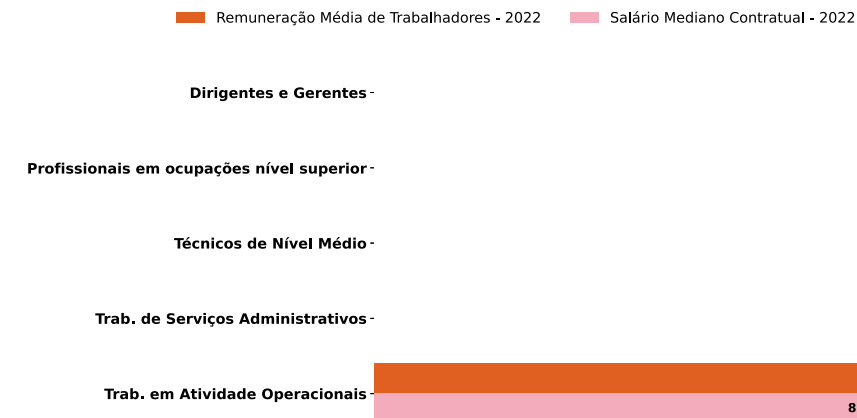 Remuneração Média de Trabalhadores - 2022 Salário Mediano Contratual - 2022
Dirigentes e Gerentes
Profissionais em ocupações nível superior
Técnicos de Nível Médio
Trab. de Serviços Administrativos
Trab. em Atividade Operacionais
8